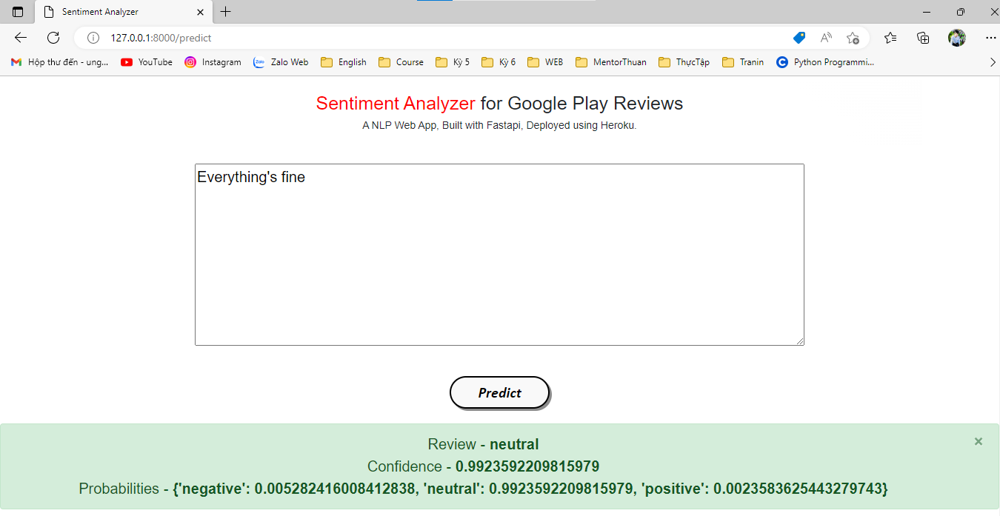 Sentiment Analyzer
127.0.0.1:8000/predict
Hộp thư đến - ung... YouTube Instagram Zalo Web English Course Kỳ 5 Kỳ 6 WEB MentorThuan ThựcTập Tranin Python Programmi...
Sentiment Analyzer for Google Play Reviews
A NLP Web App, Built with Fastapi, Deployed using Heroku.
Everything's fine
Predict
Review - neutral
Confidence - 0.9923592209815979
Probabilities - {'negative': 0.005282416008412838, 'neutral': 0.9923592209815979, 'positive': 0.0023583625443279743}